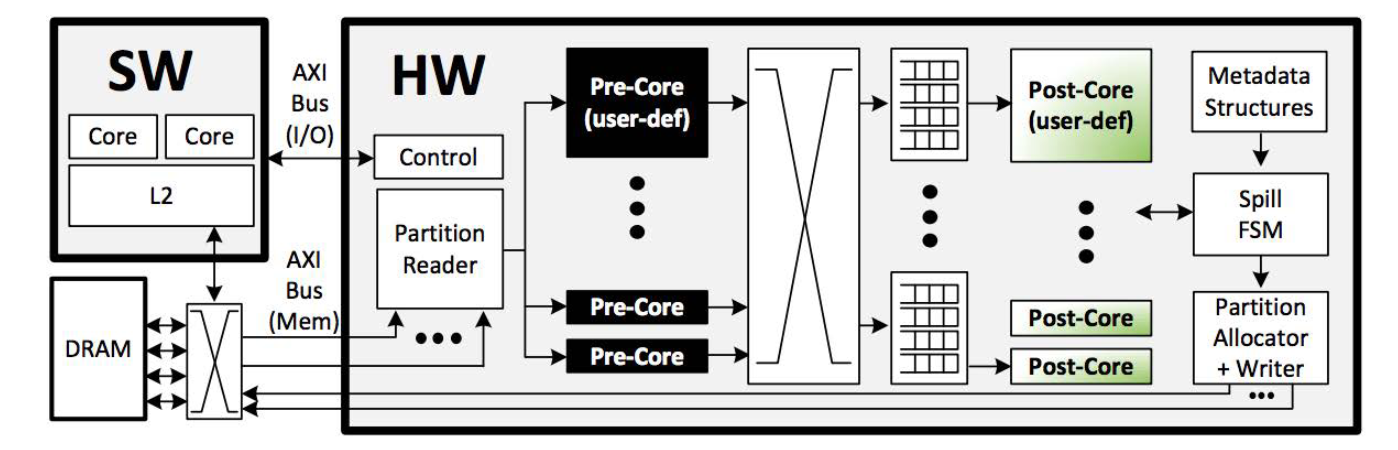 SW
Core
Core
L2
AXI
Bus
(I/O)
AXI
Bus
(Mem)
DRAM
HW
Control
Partition
Reader
Pre-Core
(user-def)
Pre-Core
Pre-Core
Post-Core
(user-def)
Post-Core
Post-Core
Metadata
Structures
Spill
FSM
Partition
Allocator
+ Writer